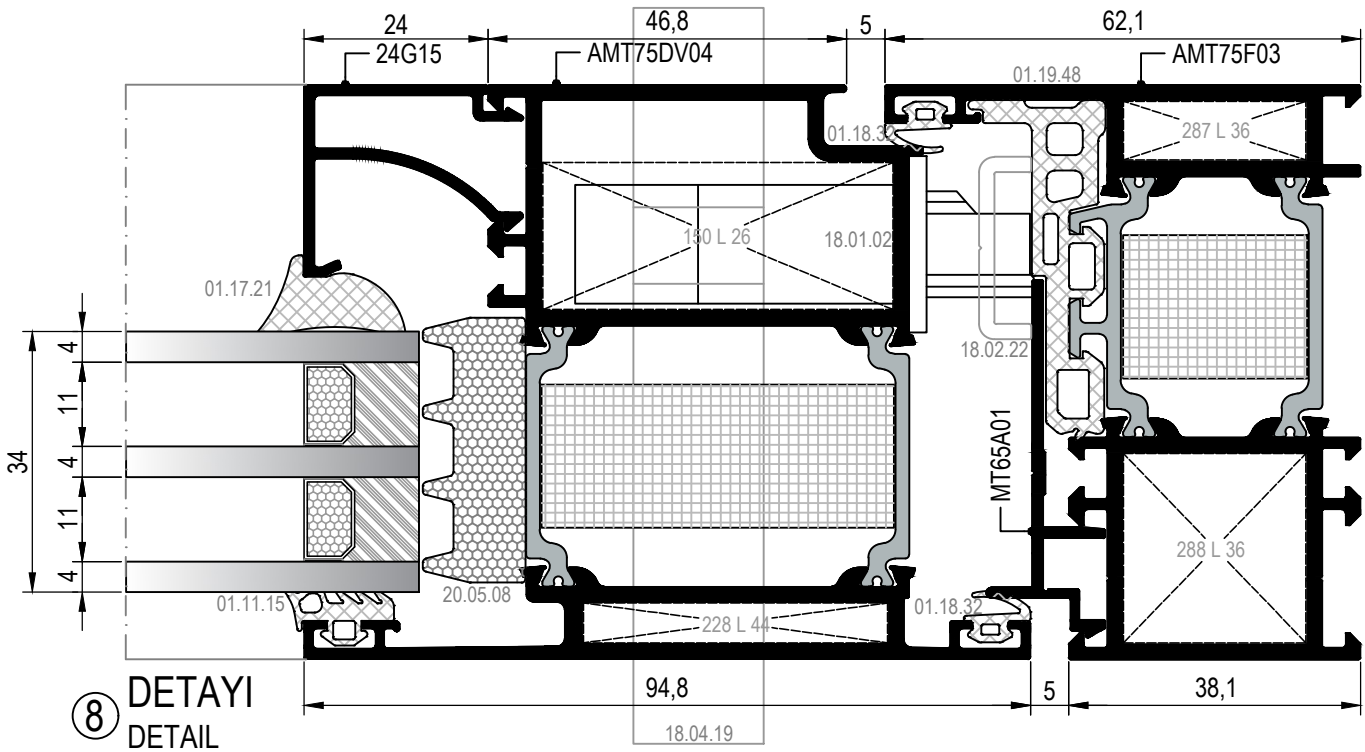 24
46,8
5
62,1
24G15
AMT75DV04
AMT75F03
01.19.48
01.18.32
287 L 36
150 L 26
18.01.02
01.17.21
18.02.22
4
11
4
11
4
34
MT65A01
288 L 36
01.11.15
20.05.08
01.18.32
228 L 44
94,8
5
38,1
8 DETAYI
DETAIL
18.04.19